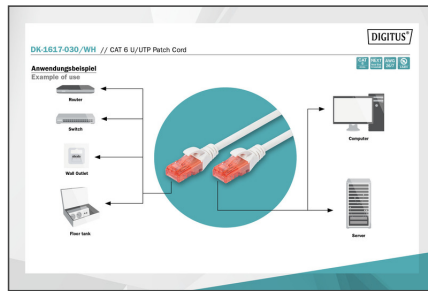 DIGITUS®
DK-1617-030/WH // CAT 6 U/UTP Patch Cord
Anwendungsbeispiel
Example of use
Router
Switch
Wall Outlet
Floor tank
Computer
Server